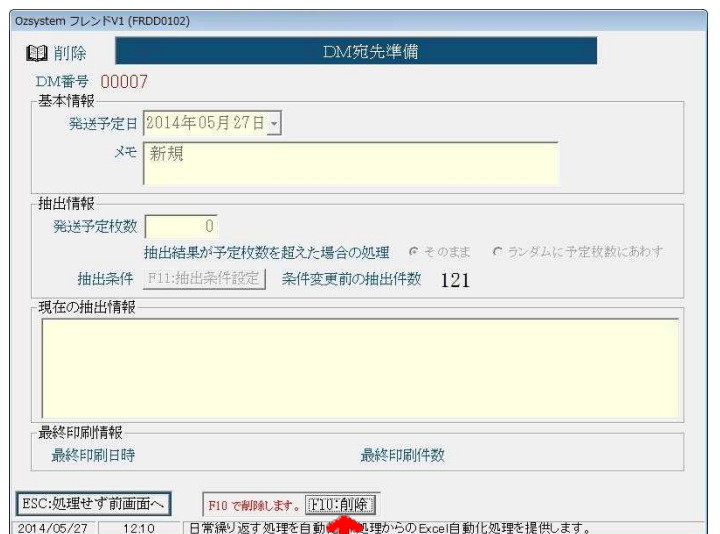 Ozsystem フレンドV1 (FRDD0102)
削除 DM宛先準備
DM番号 00007
基本情報
発送予定日 2014年05月27日
メモ 新規
抽出情報
発送予定枚数 0
抽出結果が予定枚数を超えた場合の処理 そのまま ランダムに予定枚数にあわす
抽出条件 F11:抽出条件設定 条件変更前の抽出件数 121
現在の抽出情報
最終印刷情報
最終印刷日時 最終印刷件数
ESC:処理せず前画面へ F10 で削除します。 F10:削除
2014/05/27 12:10 日常繰り返す処理を自動 処理からのExcel自動化処理を提供します。